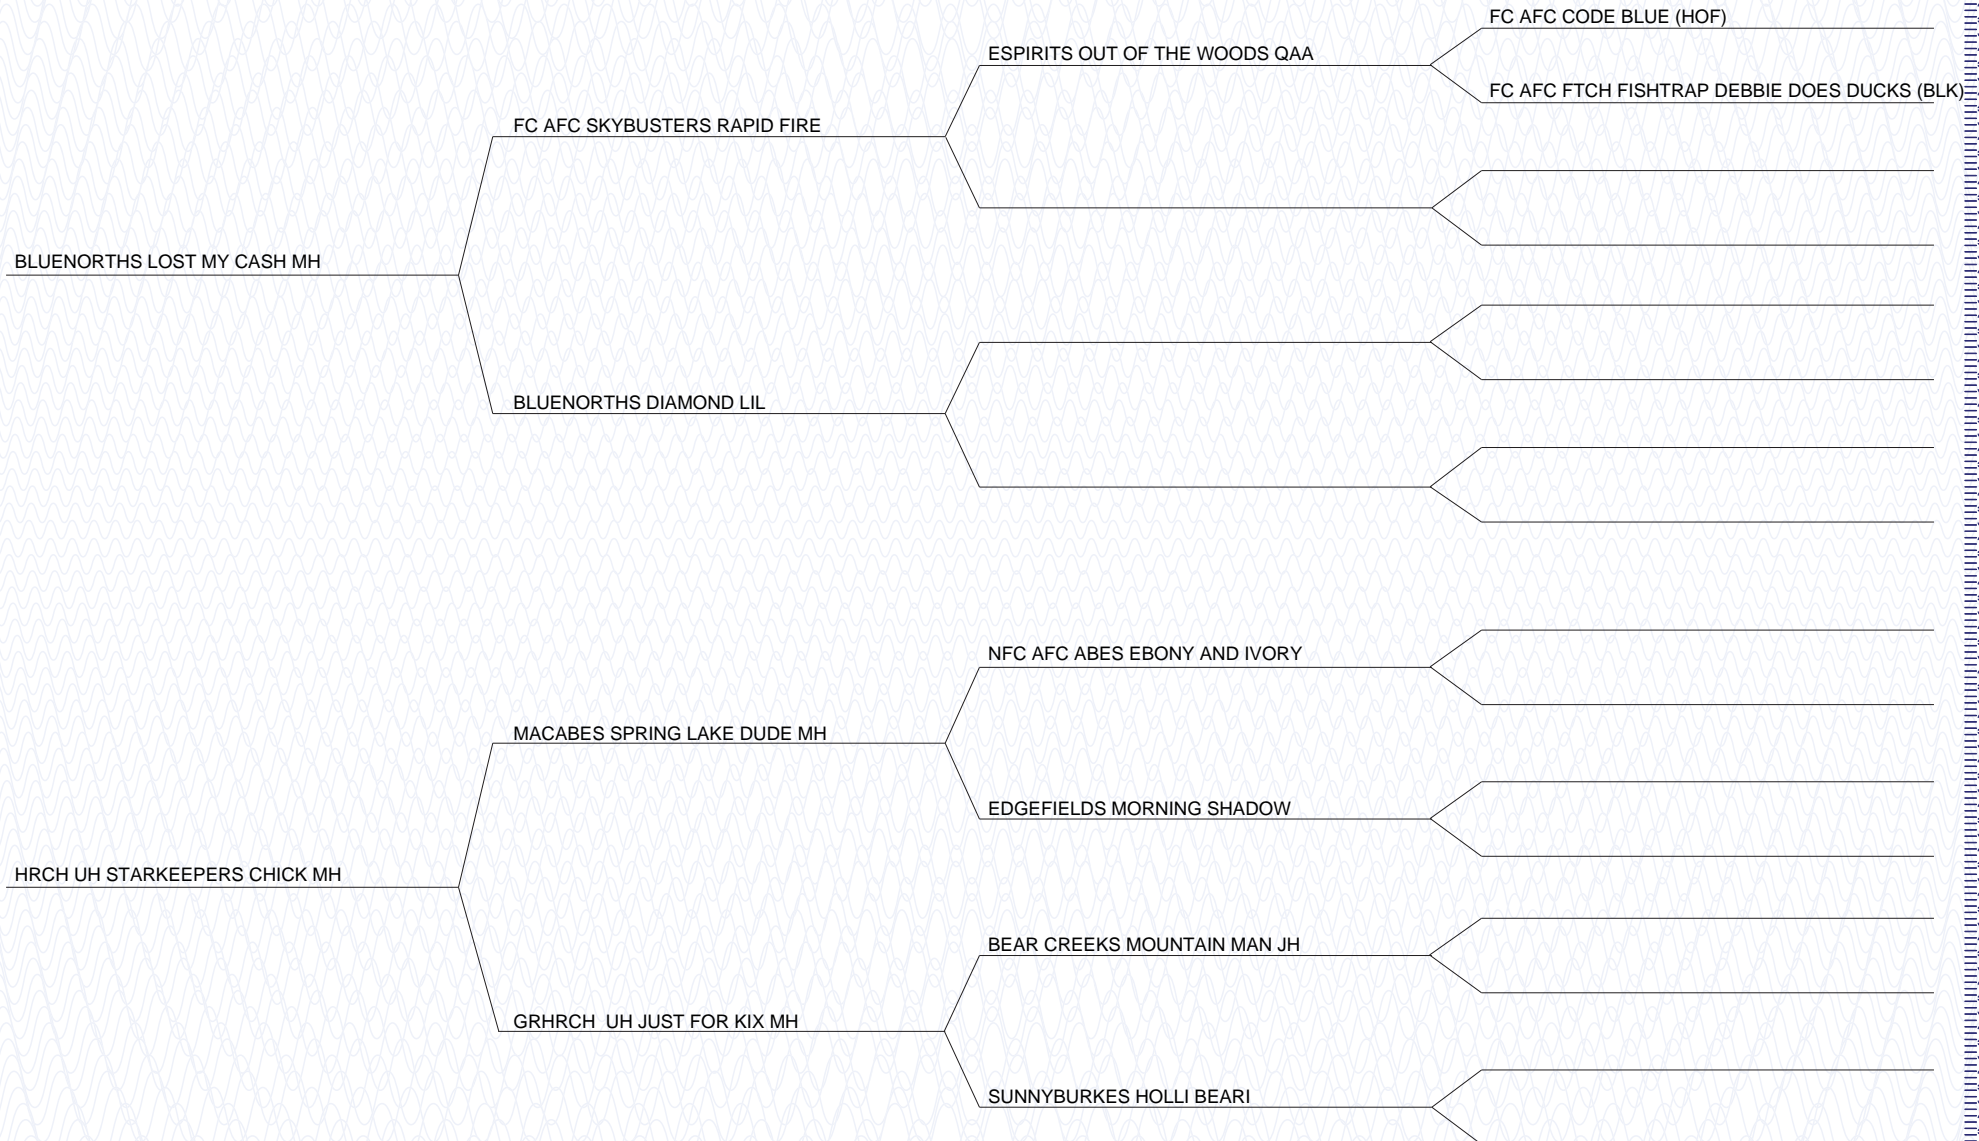 FC AFC CODE BLUE (HOF)
ESPIRITS OUT OF THE WOODS QAA
FC AFC FTCH FISHTRAP DEBBIE DOES DUCKS (BLK)
FC AFC SKYBUSTERS RAPID FIRE
BLUENORTHS LOST MY CASH MH
BLUENORTHS DIAMOND LIL
NFC AFC ABES EBONY AND IVORY
MACABES SPRING LAKE DUDE MH
EDGEFIELDS MORNING SHADOW
HRCH UH STARKEEPERS CHICK MH
BEAR CREEKS MOUNTAIN MAN JH
GRHRCH  UH JUST FOR KIX MH
SUNNYBURKES HOLLI BEARI